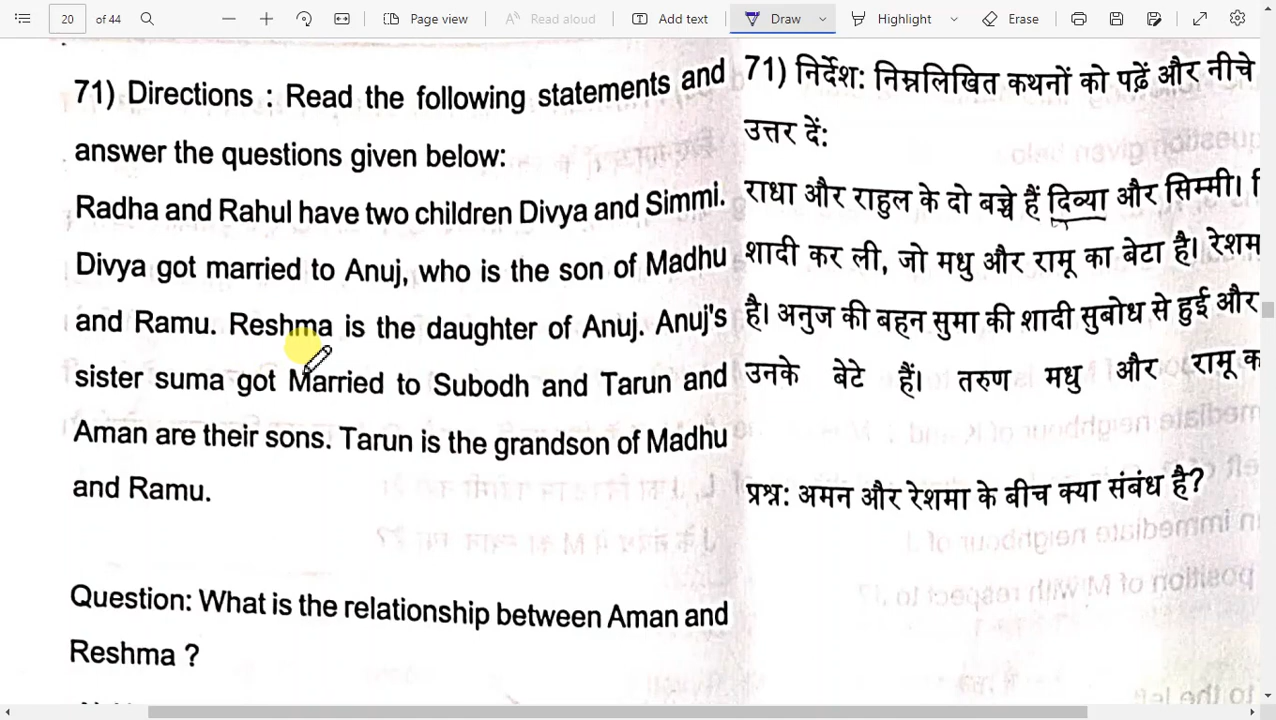 20 of 44 Page view Read aloud Add text Draw Highlight Erase
71) Directions : Read the following statements and
answer the questions given below:
Radha and Rahul have two children Divya and Simmi.
Divya got married to Anuj, who is the son of Madhu
and Ramu. Reshma is the daughter of Anuj. Anuj's
sister suma got Married to Subodh and Tarun and
Aman are their sons. Tarun is the grandson of Madhu
and Ramu.
Question: What is the relationship between Aman and
Reshma ?
71) निर्देश: निम्नलिखित कथनों को पढ़ें और नीचे
उत्तर दें:
राधा और राहुल के दो बच्चे हैं दिव्या और सिम्मी।
शादी कर ली, जो मधु और रामू का बेटा है। रेशम
है। अनुज की बहन सुमा की शादी सुबोध से हुई और
उनके बेटे हैं। तरुण मधु और रामू क
प्रश्न: अमन और रेशमा के बीच क्या संबंध है?